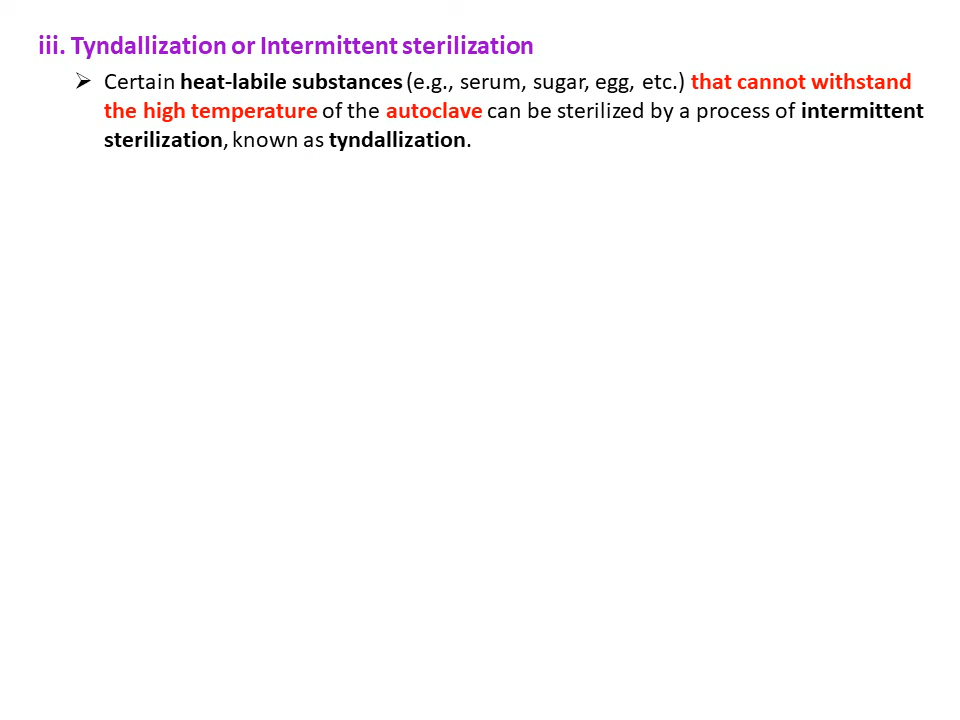 iii. Tyndallization or Intermittent sterilization
➢ Certain heat-labile substances (e.g., serum, sugar, egg, etc.) that cannot withstand
the high temperature of the autoclave can be sterilized by a process of intermittent
sterilization, known as tyndallization.